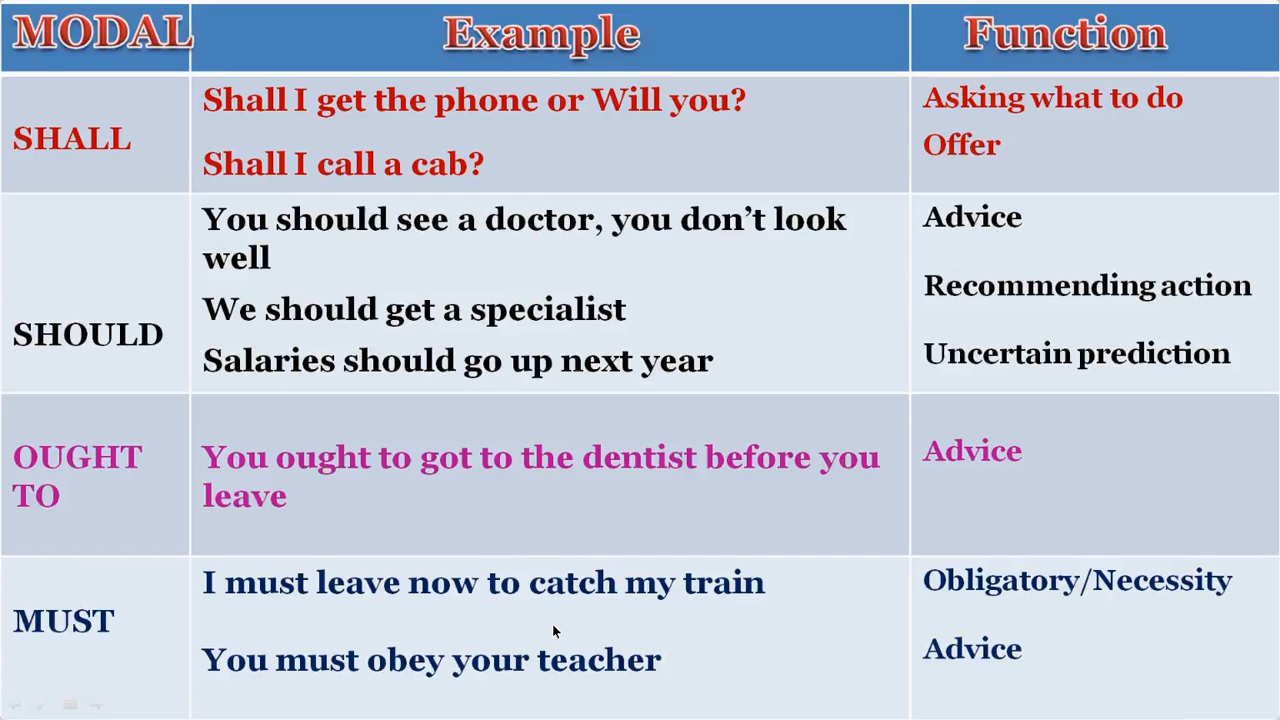 MODAL Example Function
SHALL
Shall I get the phone or Will you?
Shall I call a cab?
Asking what to do
Offer
SHOULD
You should see a doctor, you don’t look
well
We should get a specialist
Salaries should go up next year
Advice
Recommending action
Uncertain prediction
OUGHT
TO
You ought to got to the dentist before you
leave
Advice
MUST
I must leave now to catch my train
You must obey your teacher
Obligatory/Necessity
Advice